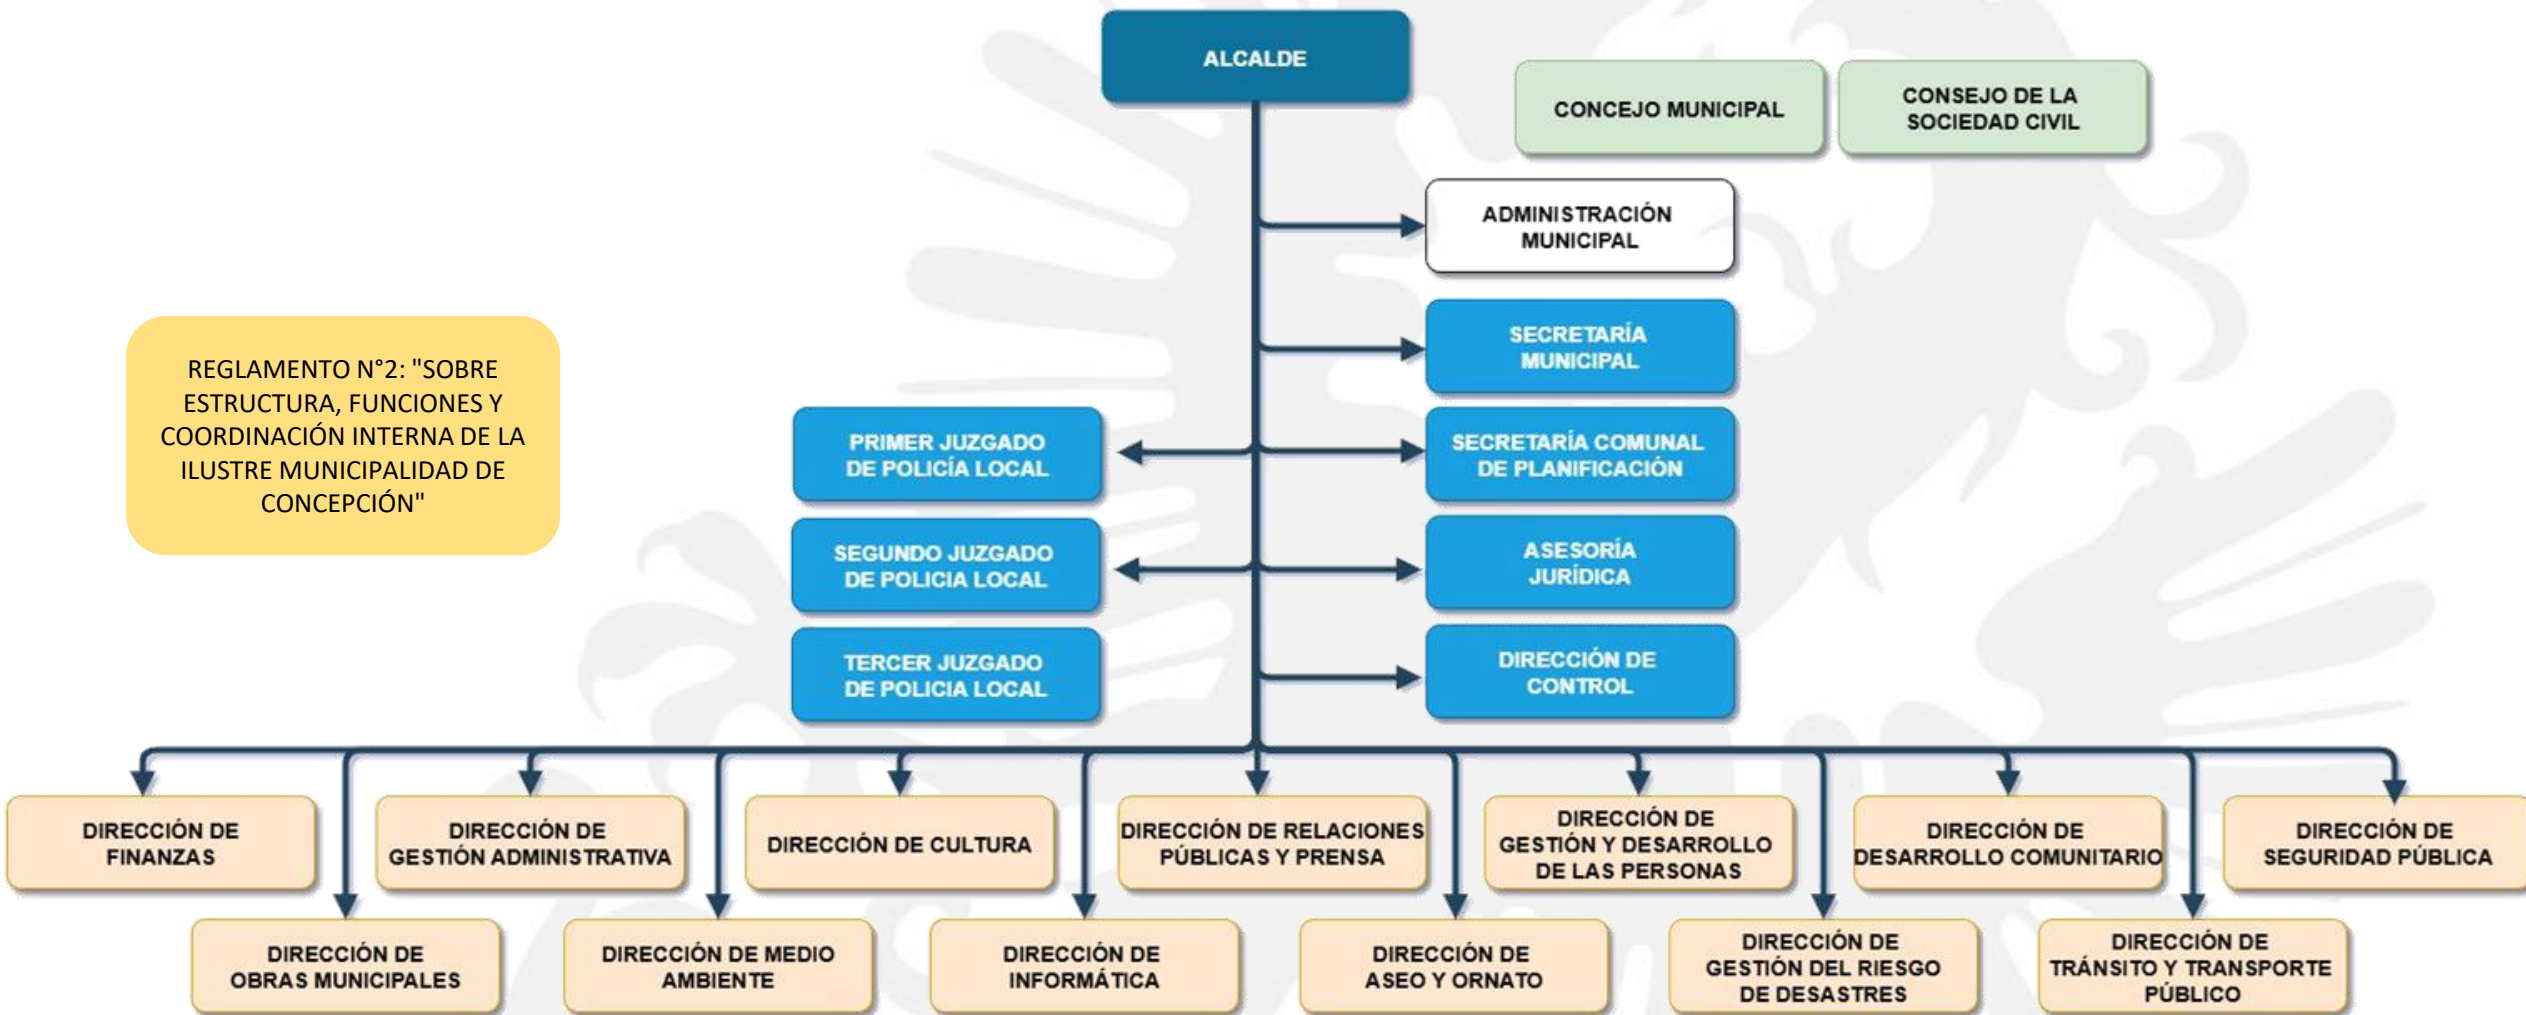 ALCALDE
CONCEJO MUNICIPAL
CONSEJO DE LA
SOCIEDAD CIVIL
ADMINISTRACIÓN
MUNICIPAL
SECRETARÍA
MUNICIPAL
REGLAMENTO N°2: "SOBRE
ESTRUCTURA, FUNCIONES Y
COORDINACIÓN INTERNA DE LA
ILUSTRE MUNICIPALIDAD DE
CONCEPCIÓN"
PRIMER JUZGADO
DE POLICÍA LOCAL
SECRETARÍA COMUNAL
DE PLANIFICACIÓN
SEGUNDO JUZGADO
DE POLICIA LOCAL
ASESORÍA
JURÍDICA
TERCER JUZGADO
DE POLICIA LOCAL
DIRECCIÓN DE
CONTROL
DIRECCIÓN DE
FINANZAS
DIRECCIÓN DE
GESTIÓN ADMINISTRATIVA
DIRECCIÓN DE CULTURA
DIRECCIÓN DE RELACIONES
PÚBLICAS Y PRENSA
DIRECCIÓN DE
GESTIÓN Y DESARROLLO
DE LAS PERSONAS
DIRECCIÓN DE
DESARROLLO COMUNITARIO
DIRECCIÓN DE
SEGURIDAD PÚBLICA
DIRECCIÓN DE
OBRAS MUNICIPALES
DIRECCIÓN DE MEDIO
AMBIENTE
DIRECCIÓN DE
INFORMÁTICA
DIRECCIÓN DE
ASEO Y ORNATO
DIRECCIÓN DE
GESTIÓN DEL RIESGO
DE DESASTRES
DIRECCIÓN DE
TRÁNSITO Y TRANSPORTE
PÚBLICO